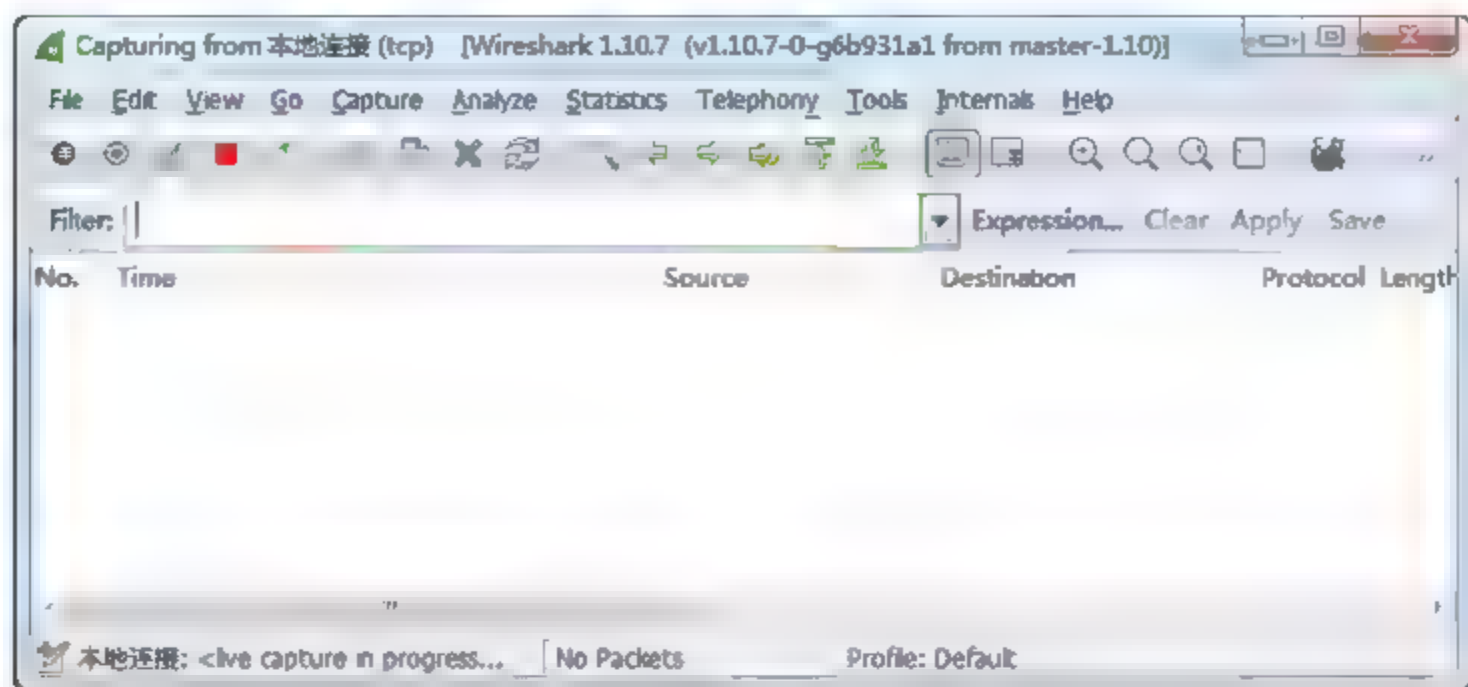 Capturing from 本地连接 (tcp) [Wireshark 1.10.7 (v1.10.7-0-g6b931a1 from master-1.10)]
File Edit View Go Capture Analyze Statistics Telephony Tools Internals Help
Filter: Expression... Clear Apply Save
No. Time Source Destination Protocol Length
本地连接: <live capture in progress... No Packets Profile: Default